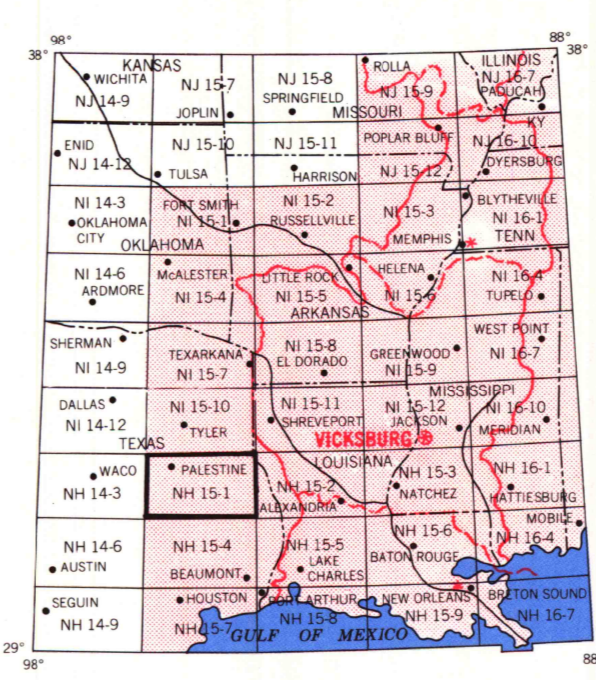 98°
88°
38°
38°
KANSAS
WICHITA
NJ 14-9
NJ 15-7
JOPLIN
NJ 15-8
SPRINGFIELD
MISSOURI
ROLLA
NJ 15-9
ILLINOIS
NJ 16-7
PADUCAH
KY
ENID
NJ 14-12
NJ 15-10
TULSA
NJ 15-11
HARRISON
POPLAR BLUFF
NJ 15-12
NJ 16-10
DYERSBURG
NI 14-3
OKLAHOMA
CITY
OKLAHOMA
FORT SMITH
NI 15-1
NI 15-2
RUSSELLVILLE
NI 15-3
MEMPHIS
BLYTHEVILLE
NI 16-1
TENN
NI 14-6
ARDMORE
McALESTER
NI 15-4
LITTLE ROCK
NI 15-5
ARKANSAS
HELENA
NI 15-6
NI 16-4
TUPELO
SHERMAN
NI 14-9
TEXARKANA
NI 15-7
NI 15-8
EL DORADO
GREENWOOD
NI 15-9
WEST POINT
NI 16-7
MISSISSIPPI
DALLAS
NI 14-12
TEXAS
NI 15-10
TYLER
NI 15-11
SHREVEPORT
NI 15-12
JACKSON
VICKSBURG
NI 16-10
MERIDIAN
LOUISIANA
WACO
NH 14-3
PALESTINE
NH 15-1
NH 15-2
ALEXANDRIA
NH 15-3
NATCHEZ
NH 16-1
HATTIESBURG
MOBILE
NH 14-6
AUSTIN
NH 15-4
BEAUMONT
NH 15-5
LAKE
CHARLES
NH 15-6
BATON ROUGE
NH 16-4
SEGUIN
NH 14-9
HOUSTON
NH 15-7
PORT ARTHUR
NH 15-8
NEW ORLEANS
NH 15-9
BRETON SOUND
NH 16-7
GULF OF MEXICO
29°
98°
88°